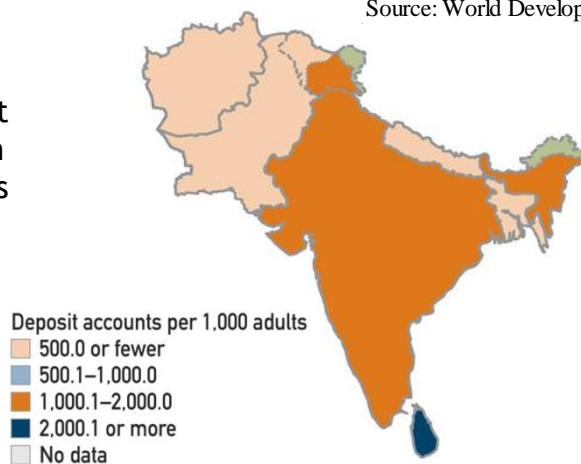 Source: World Develop
t
s
Deposit accounts per 1,000 adults
500.0 or fewer
500.1–1,000.0
1,000.1–2,000.0
2,000.1 or more
No data